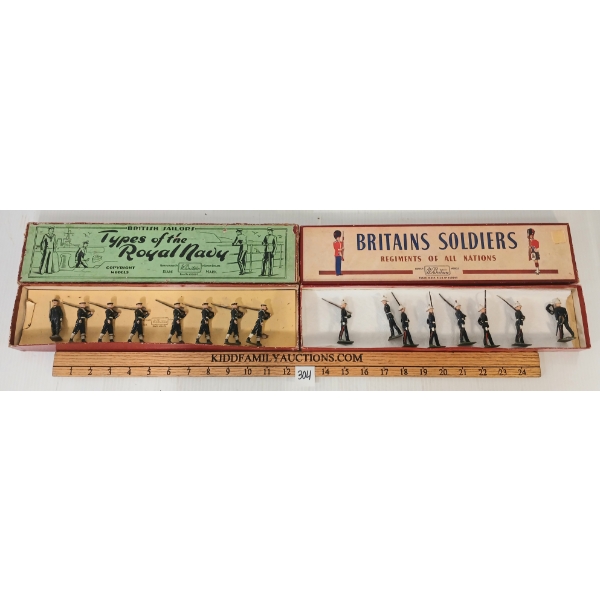 BRITISH SAILORS
Types of the
Royal Navy
COPYRIGHT
MODELS
TRADE
MARK
BRITAINS SOLDIERS
REGIMENTS OF ALL NATIONS
KIDDFAMILYAUCTIONS.COM
1 2 3 4 5 6 7 8 9 10 11 12 304 14 15 16 17 18 19 20 21 22 23 24